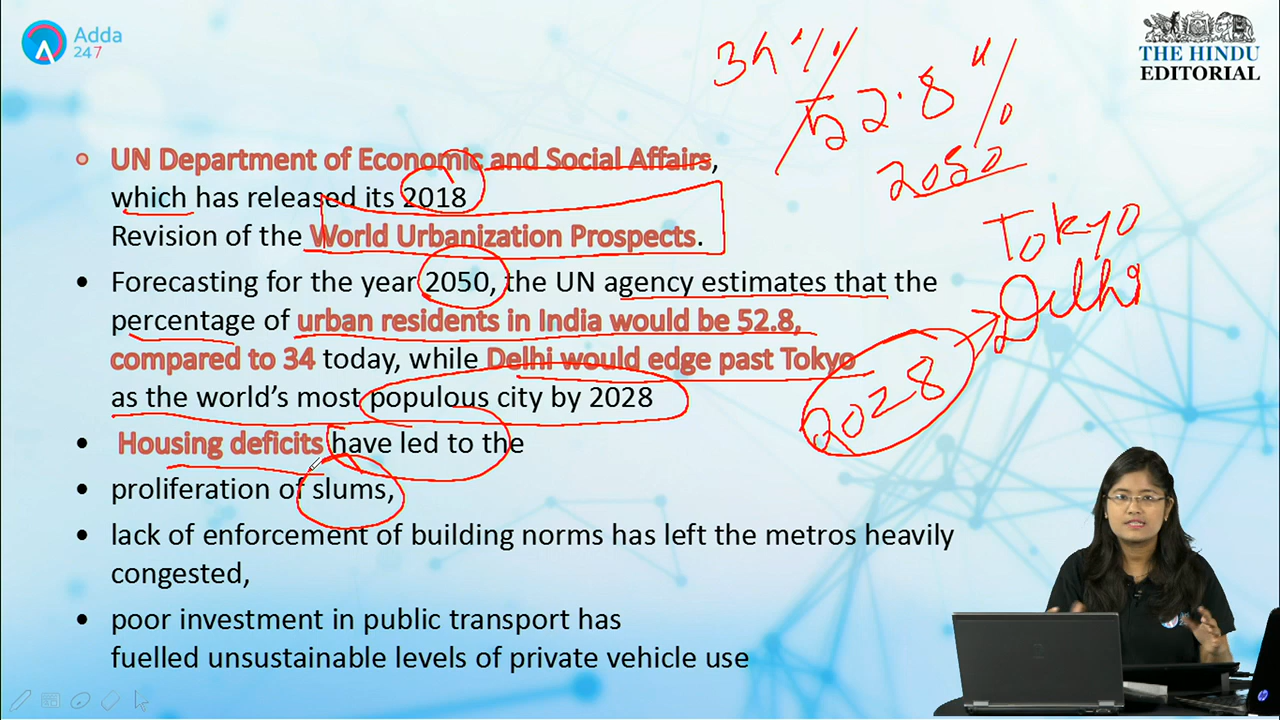 Adda
247
THE HINDU
EDITORIAL
34%
52.8%
2050
Tokyo
Delhi
2028
UN Department of Economic and Social Affairs,
which has released its 2018
Revision of the World Urbanization Prospects.
Forecasting for the year 2050, the UN agency estimates that the
percentage of urban residents in India would be 52.8,
compared to 34 today, while Delhi would edge past Tokyo
as the world's most populous city by 2028
Housing deficits have led to the
proliferation of slums,
lack of enforcement of building norms has left the metros heavily
congested,
poor investment in public transport has
fuelled unsustainable levels of private vehicle use